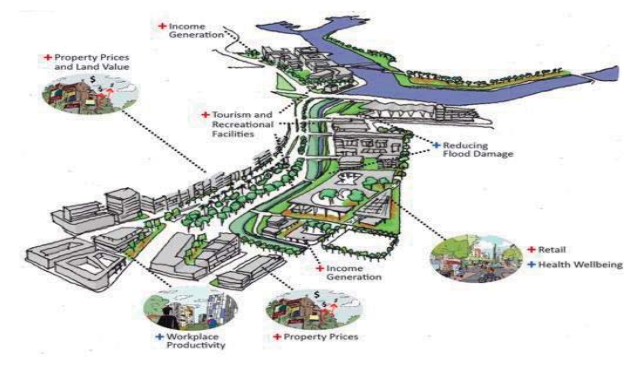 + Income
Generation
+ Property Prices
and Land Value
$ $
+ Tourism and
Recreational
Facilities
+ Reducing
Flood Damage
+ Retail
+ Health Wellbeing
+ Income
Generation
$ $
+ Workplace
Productivity
+ Property Prices